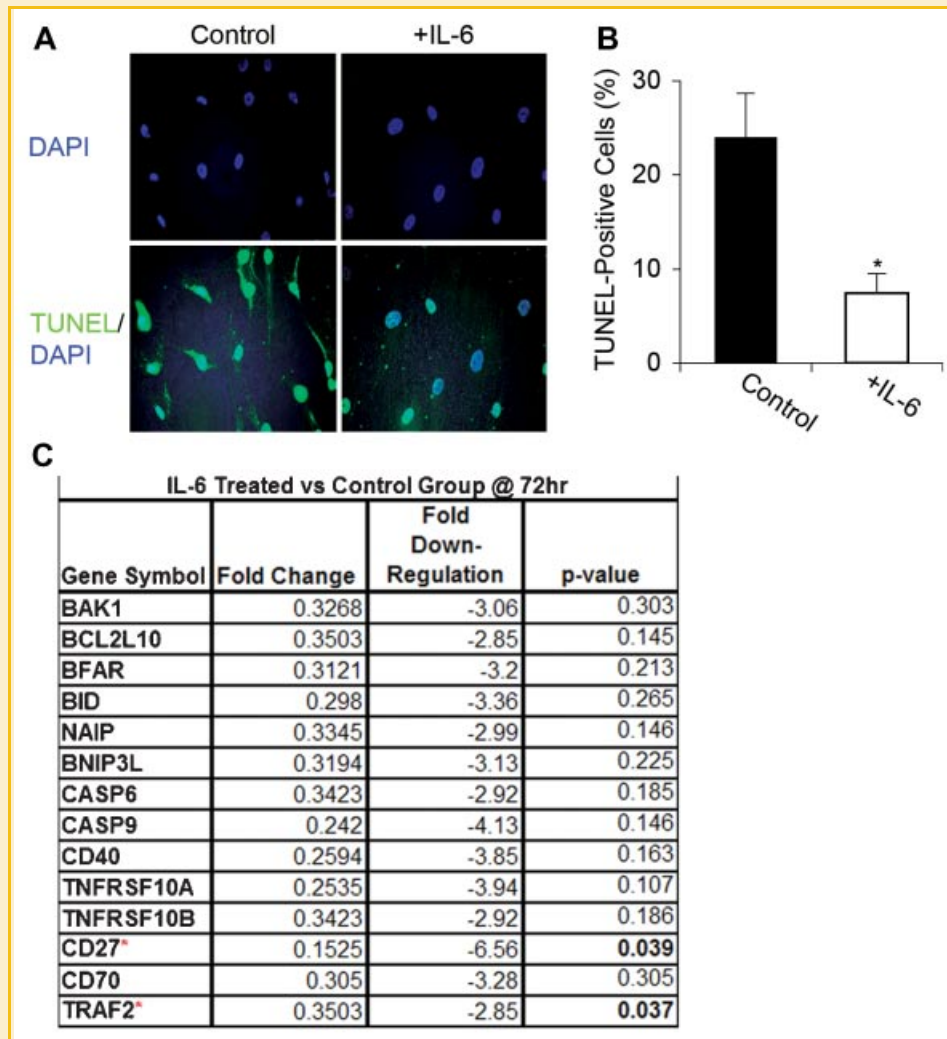 A
Control
+IL-6
DAPI
TUNEL/
DAPI
B
TUNEL-Positive Cells (%)
30
20
10
0
*
Control
+IL-6
C
IL-6 Treated vs Control Group @ 72hr
Gene Symbol Fold Change Fold Down-Regulation p-value
BAK1 0.3268 -3.06 0.303
BCL2L10 0.3503 -2.85 0.145
BFAR 0.3121 -3.2 0.213
BID 0.298 -3.36 0.265
NAIP 0.3345 -2.99 0.146
BNIP3L 0.3194 -3.13 0.225
CASP6 0.3423 -2.92 0.185
CASP9 0.242 -4.13 0.146
CD40 0.2594 -3.85 0.163
TNFRSF10A 0.2535 -3.94 0.107
TNFRSF10B 0.3423 -2.92 0.186
CD27* 0.1525 -6.56 0.039
CD70 0.305 -3.28 0.305
TRAF2* 0.3503 -2.85 0.037